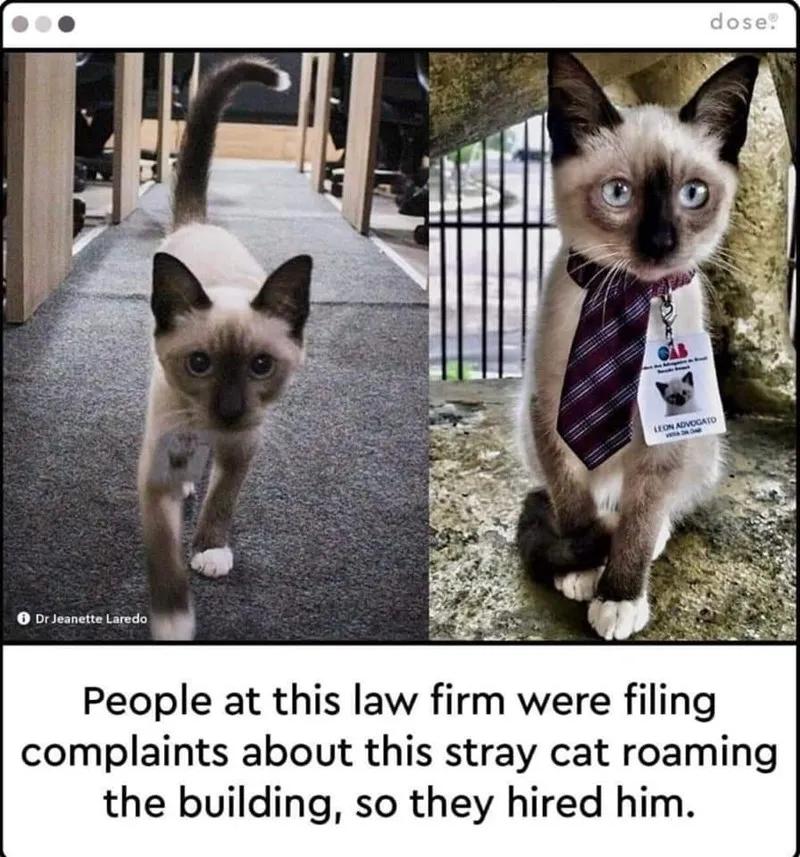 dose.®
Dr Jeanette Laredo
OAB
LEON ADVOGATO
People at this law firm were filing
complaints about this stray cat roaming
the building, so they hired him.